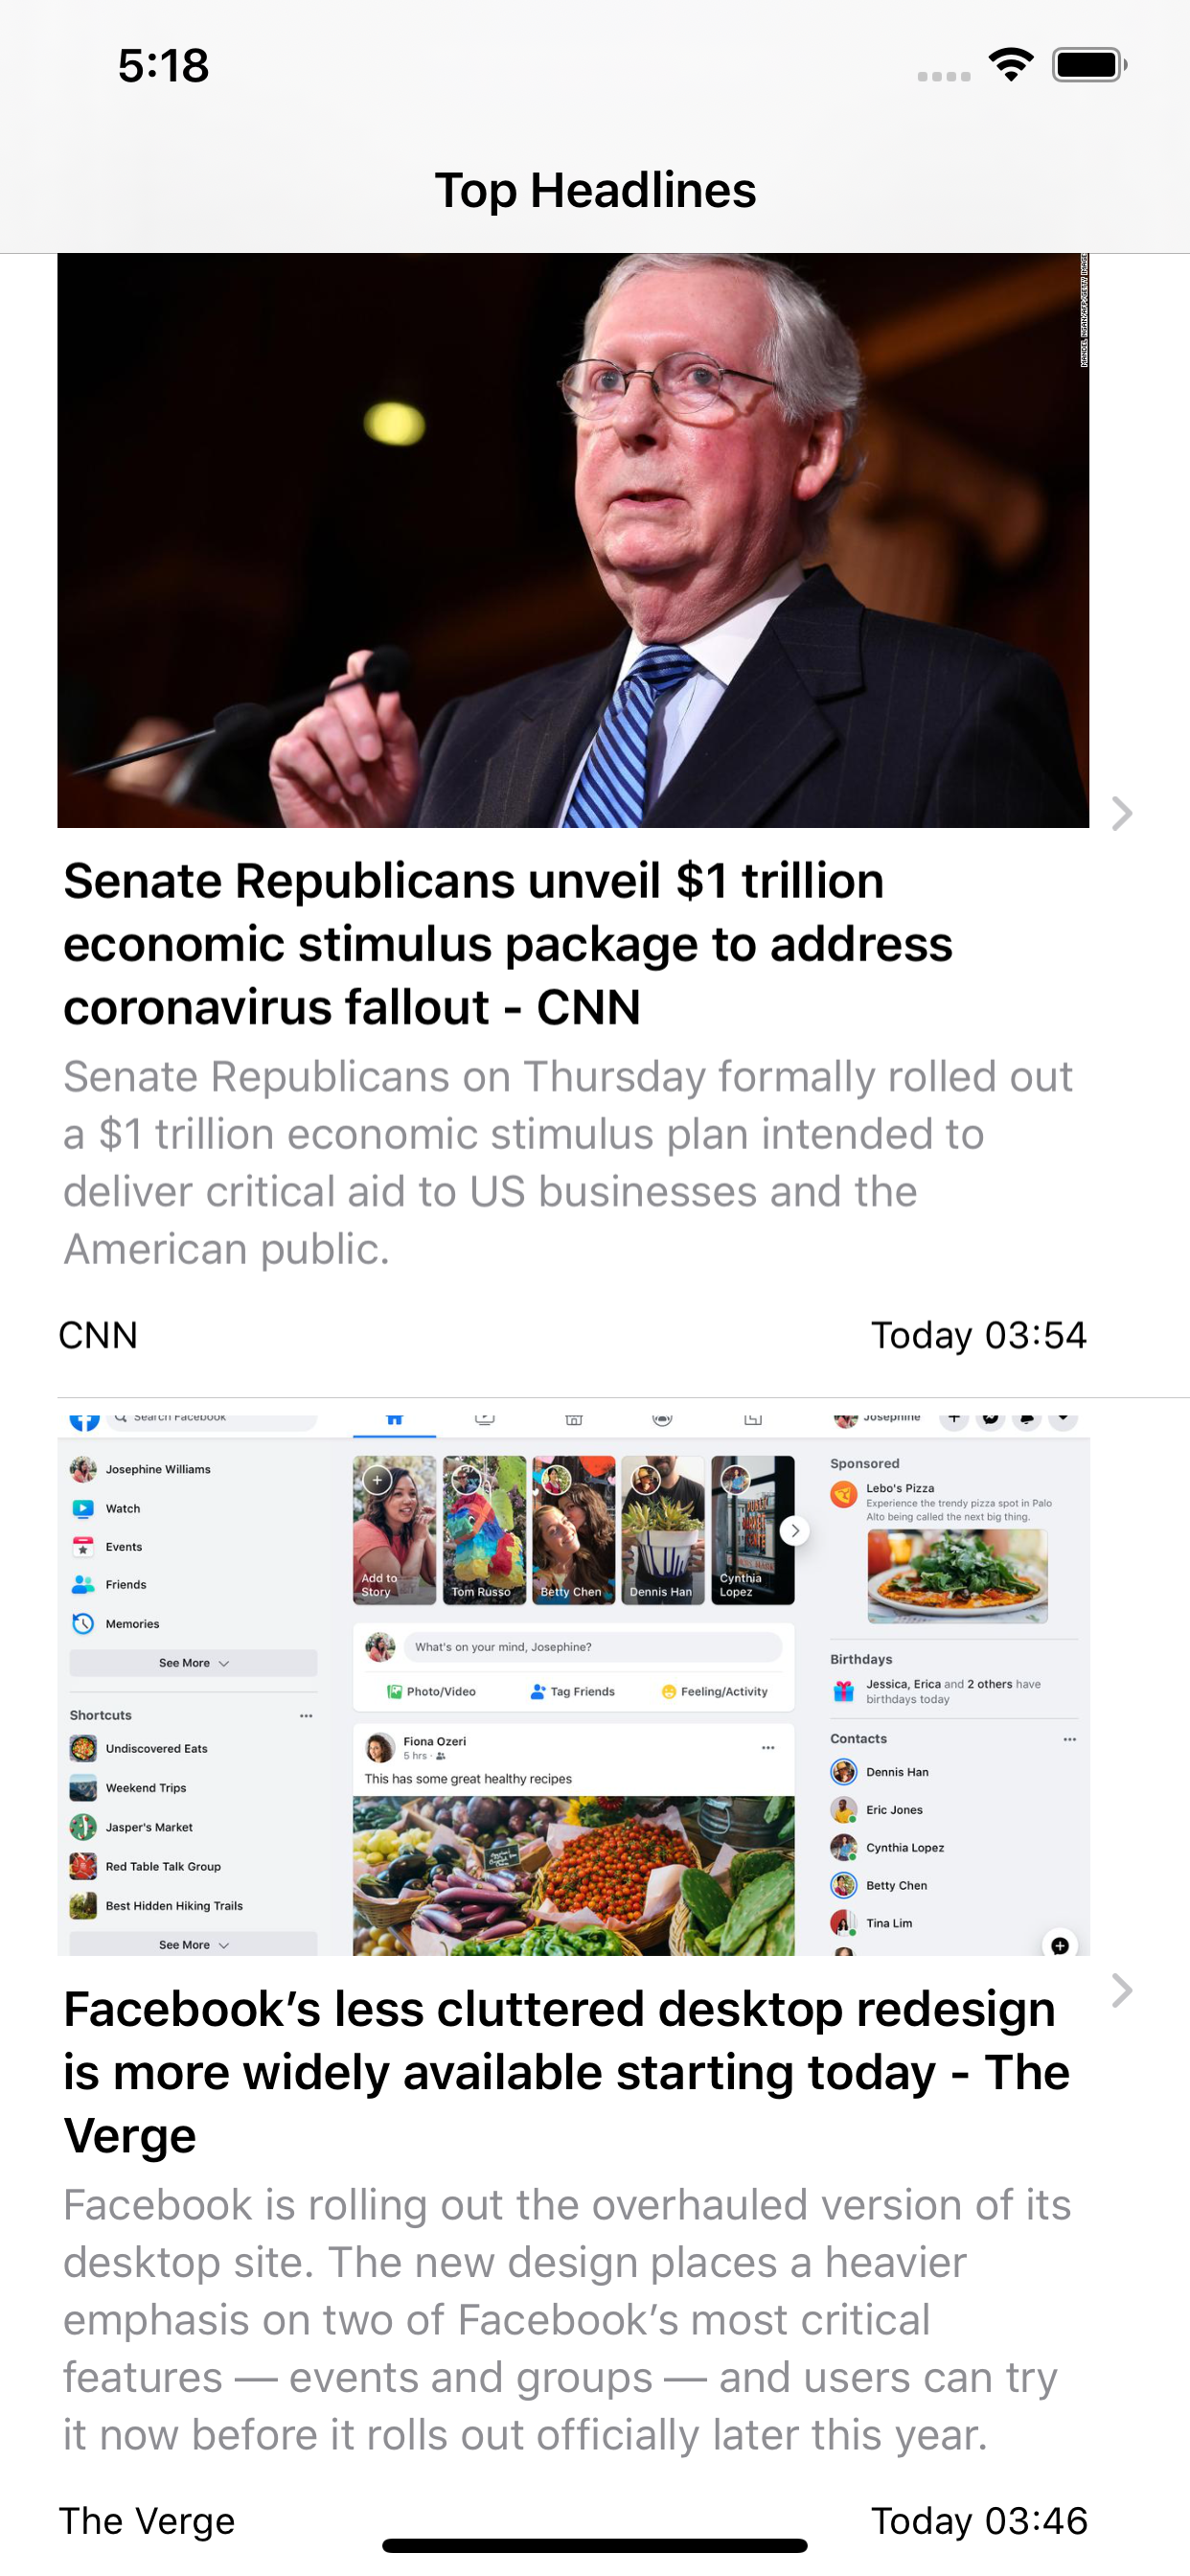 5:18
Top Headlines
Senate Republicans unveil $1 trillion
economic stimulus package to address
coronavirus fallout - CNN
Senate Republicans on Thursday formally rolled out
a $1 trillion economic stimulus plan intended to
deliver critical aid to US businesses and the
American public.
CNN Today 03:54
Search Facebook
Josephine
Josephine Williams
Watch
Events
Friends
Memories
See More
Shortcuts
Undiscovered Eats
Weekend Trips
Jasper's Market
Red Table Talk Group
Best Hidden Hiking Trails
See More
Add to
Story
Tom Russo
Betty Chen
Dennis Han
Cynthia
Lopez
What's on your mind, Josephine?
Photo/Video Tag Friends Feeling/Activity
Fiona Ozeri
5 hrs ·
This has some great healthy recipes
Sponsored
Lebo's Pizza
Experience the trendy pizza spot in Palo
Alto being called the next big thing.
Birthdays
Jessica, Erica and 2 others have
birthdays today
Contacts
Dennis Han
Eric Jones
Cynthia Lopez
Betty Chen
Tina Lim
Facebook’s less cluttered desktop redesign
is more widely available starting today - The
Verge
Facebook is rolling out the overhauled version of its
desktop site. The new design places a heavier
emphasis on two of Facebook’s most critical
features — events and groups — and users can try
it now before it rolls out officially later this year.
The Verge Today 03:46